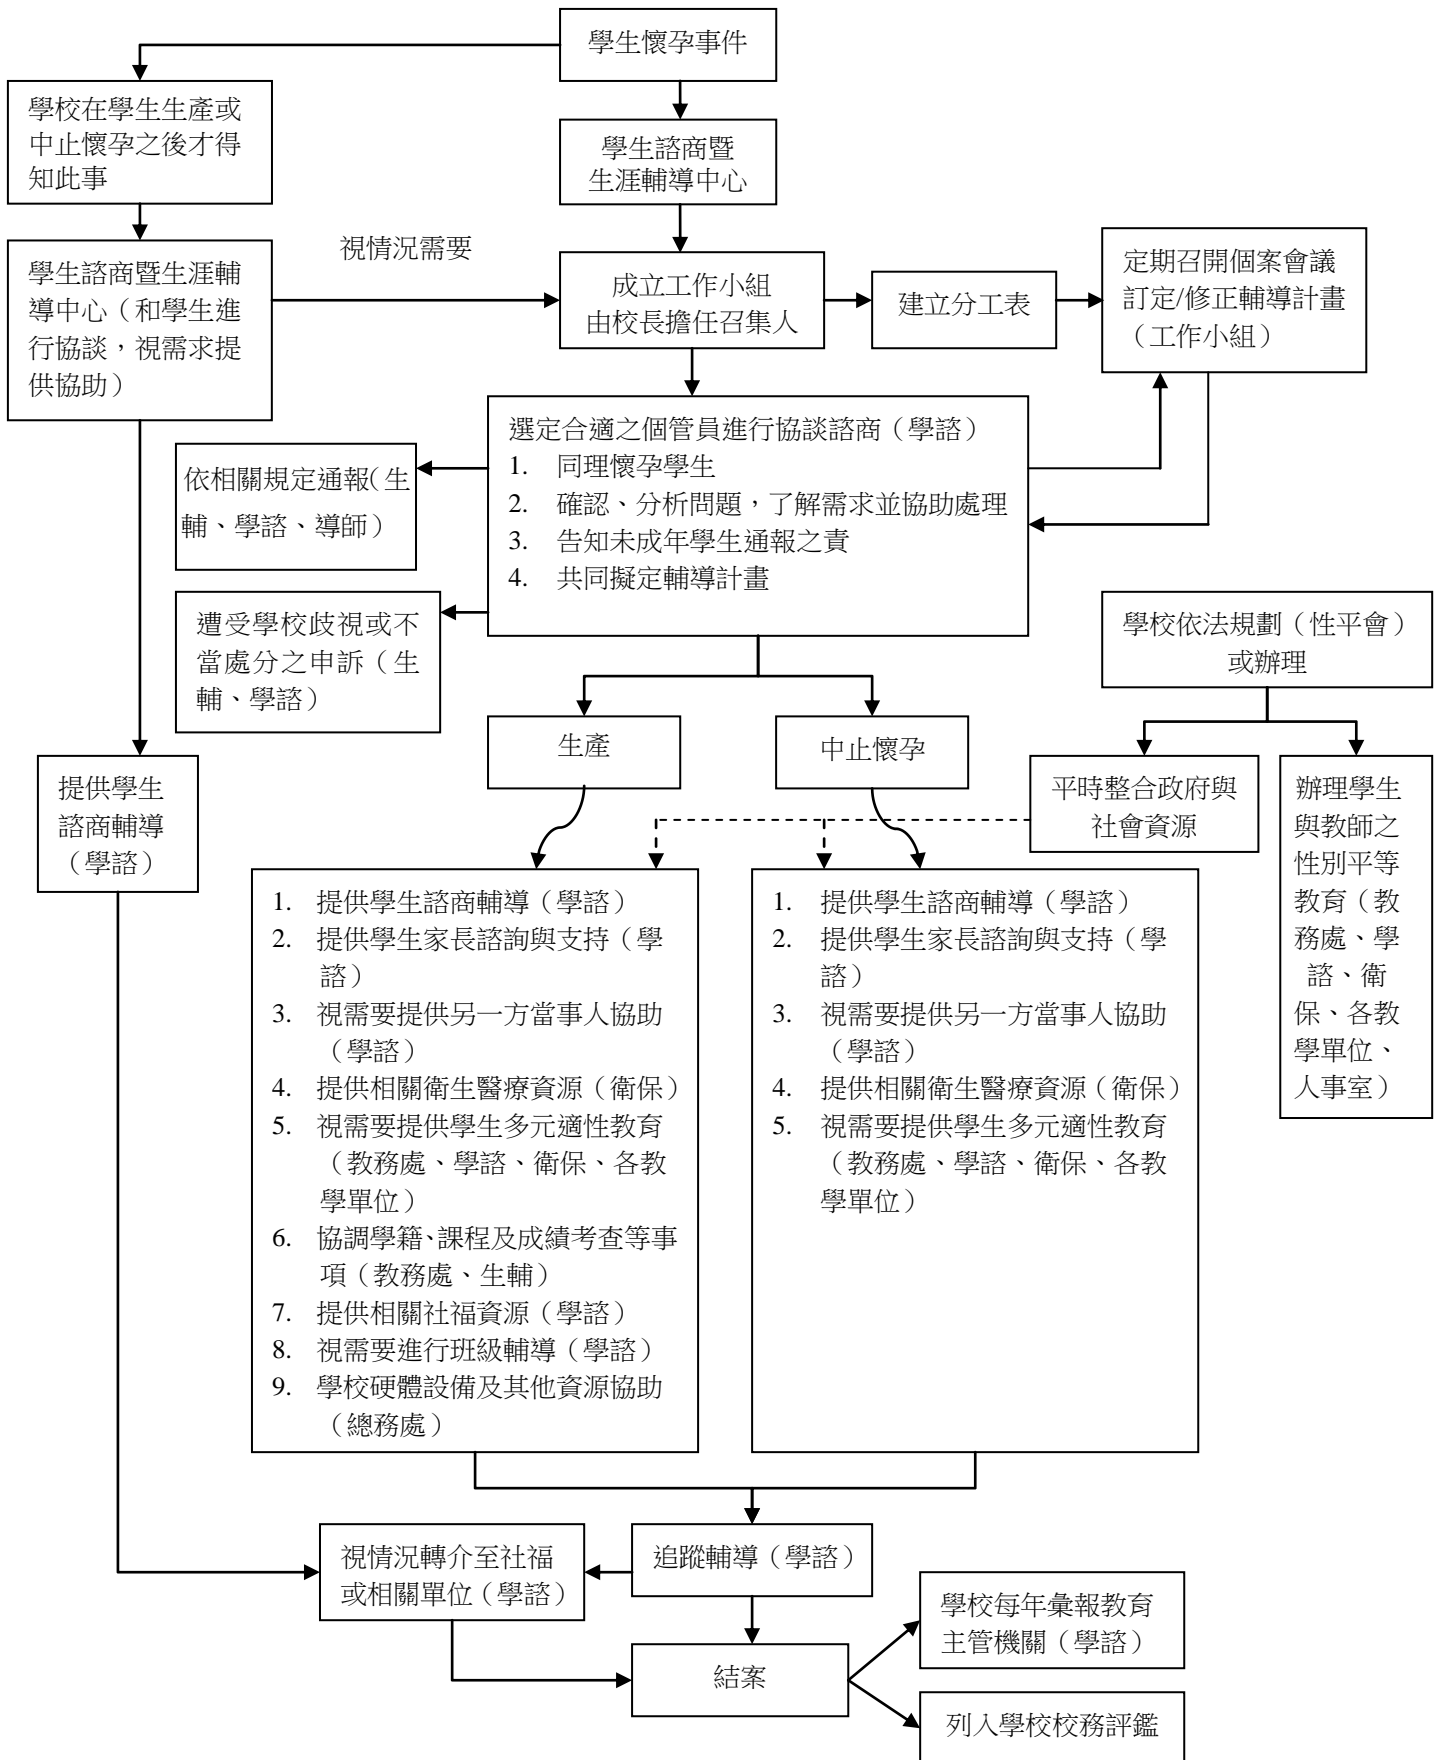 學生懷孕事件
學校在學生生產或
中止懷孕之後才得
知此事
學生諮商暨
生涯輔導中心
學生諮商暨生涯輔
導中心（和學生進
行協談，視需求提
供協助）
視情況需要
成立工作小組
由校長擔任召集人
建立分工表
定期召開個案會議
訂定/修正輔導計畫
（工作小組）
選定合適之個管員進行協談諮商（學諮）
1. 同理懷孕學生
2. 確認、分析問題，了解需求並協助處理
3. 告知未成年學生通報之責
4. 共同擬定輔導計畫
依相關規定通報（生
輔、學諮、導師）
遭受學校歧視或不
當處分之申訴（生
輔、學諮）
學校依法規劃（性平會）
或辦理
生產
中止懷孕
提供學生
諮商輔導
（學諮）
平時整合政府與
社會資源
辦理學生
與教師之
性別平等
教育（教
務處、學
諮、衛
保、各教
學單位、
人事室）
1. 提供學生諮商輔導（學諮）
2. 提供學生家長諮詢與支持（學
諮）
3. 視需要提供另一方當事人協助
（學諮）
4. 提供相關衛生醫療資源（衛保）
5. 視需要提供學生多元適性教育
（教務處、學諮、衛保、各教
學單位）
6. 協調學籍、課程及成績考查等事
項（教務處、生輔）
7. 提供相關社福資源（學諮）
8. 視需要進行班級輔導（學諮）
9. 學校硬體設備及其他資源協助
（總務處）
1. 提供學生諮商輔導（學諮）
2. 提供學生家長諮詢與支持（學
諮）
3. 視需要提供另一方當事人協助
（學諮）
4. 提供相關衛生醫療資源（衛保）
5. 視需要提供學生多元適性教育
（教務處、學諮、衛保、各教
學單位）
視情況轉介至社福
或相關單位（學諮）
追蹤輔導（學諮）
學校每年彙報教育
主管機關（學諮）
結案
列入學校校務評鑑